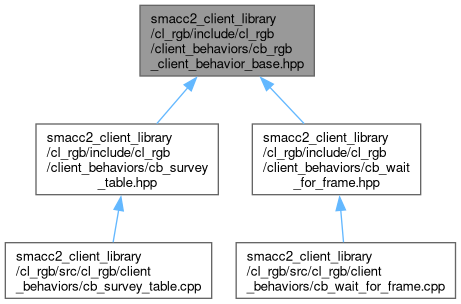 smacc2_client_library
/cl_rgb/include/cl_rgb
/client_behaviors/cb_rgb
_client_behavior_base.hpp
smacc2_client_library
/cl_rgb/include/cl_rgb
/client_behaviors/cb_survey
_table.hpp
smacc2_client_library
/cl_rgb/include/cl_rgb
/client_behaviors/cb_wait
_for_frame.hpp
smacc2_client_library
/cl_rgb/src/cl_rgb/client
_behaviors/cb_survey_table.cpp
smacc2_client_library
/cl_rgb/src/cl_rgb/client
_behaviors/cb_wait_for_frame.cpp